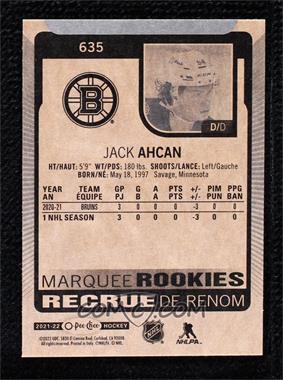 635
B
D/D
JACK AHCAN
HT/HAUT: 5'9" WT/PDS: 180 lbs. SHOOTS/LANCE: Left/Gauche
BORN/NÉ: May 18, 1997 Savage, Minnesota
YEAR TEAM GP G A PTS +/- PIM PPG
AN ÉQUIPE PJ B A PTS +/- PUN BAN
2020-21 BRUINS 3 0 0 0 -3 0 0
1 NHL SEASON 3 0 0 0 -3 0 0
MARQUEE ROOKIES
RECRUE DE RENOM
COMC
2021-22 O-Pee-Chee HOCKEY
NHL
NHLPA